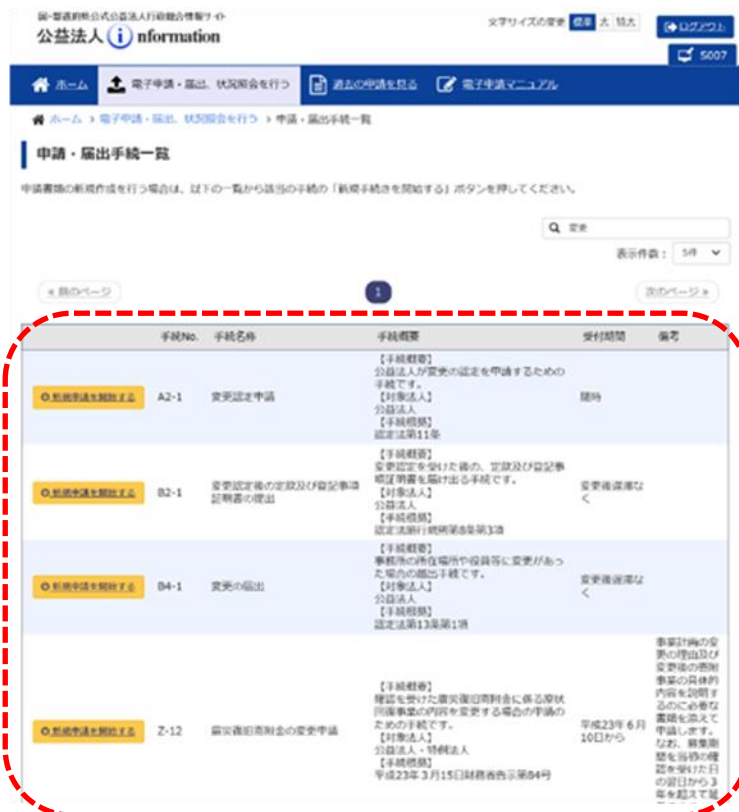 国・都道府県公式公益法人行政総合情報サイト
公益法人 i nformation
文字サイズの変更 標準 大 特大
ログアウト
S007
ホーム 電子申請・届出、状況照会を行う 過去の申請を見る 電子申請マニュアル
ホーム › 電子申請・届出、状況照会を行う › 申請・届出手続一覧
申請・届出手続一覧
申請書類の新規作成を行う場合は、以下の一覧から該当の手続の「新規手続きを開始する」ボタンを押してください。
変更
表示件数： 5件
« 前のページ 1 次のページ »
手続No. 手続名称 手続概要 受付期間 備考
新規申請を開始する A2-1 変更認定申請
【手続概要】
公益法人が変更の認定を申請するための
手続です。
【対象法人】
公益法人
【手続根拠】
認定法第11条
随時
新規申請を開始する B2-1
変更認定後の定款及び登記事項
証明書の提出
【手続概要】
変更認定を受けた後の、定款及び登記事
項証明書を届け出る手続です。
【対象法人】
公益法人
【手続根拠】
認定法施行規則第8条第3項
変更後遅滞な
く
新規申請を開始する B4-1 変更の届出
【手続概要】
事務所の所在場所や役員等に変更があっ
た場合の届出手続です。
【対象法人】
公益法人
【手続根拠】
認定法第13条第1項
変更後遅滞な
く
新規申請を開始する Z-12 震災復旧寄附金の変更申請
【手続概要】
確認を受けた震災復旧寄附金に係る原状
回復事業の内容を変更する場合の申請の
ための手続です。
【対象法人】
公益法人・特例法人
【手続根拠】
平成23年3月15日財務省告示第84号
平成23年6月
10日から
事業計画の変
更の理由及び
変更後の寄附
事業の具体的
内容を説明す
るのに必要な
書類を添えて
申請します。
なお、募集期
間を当初の確
認を受けた日
の翌日から3
年を超えて延